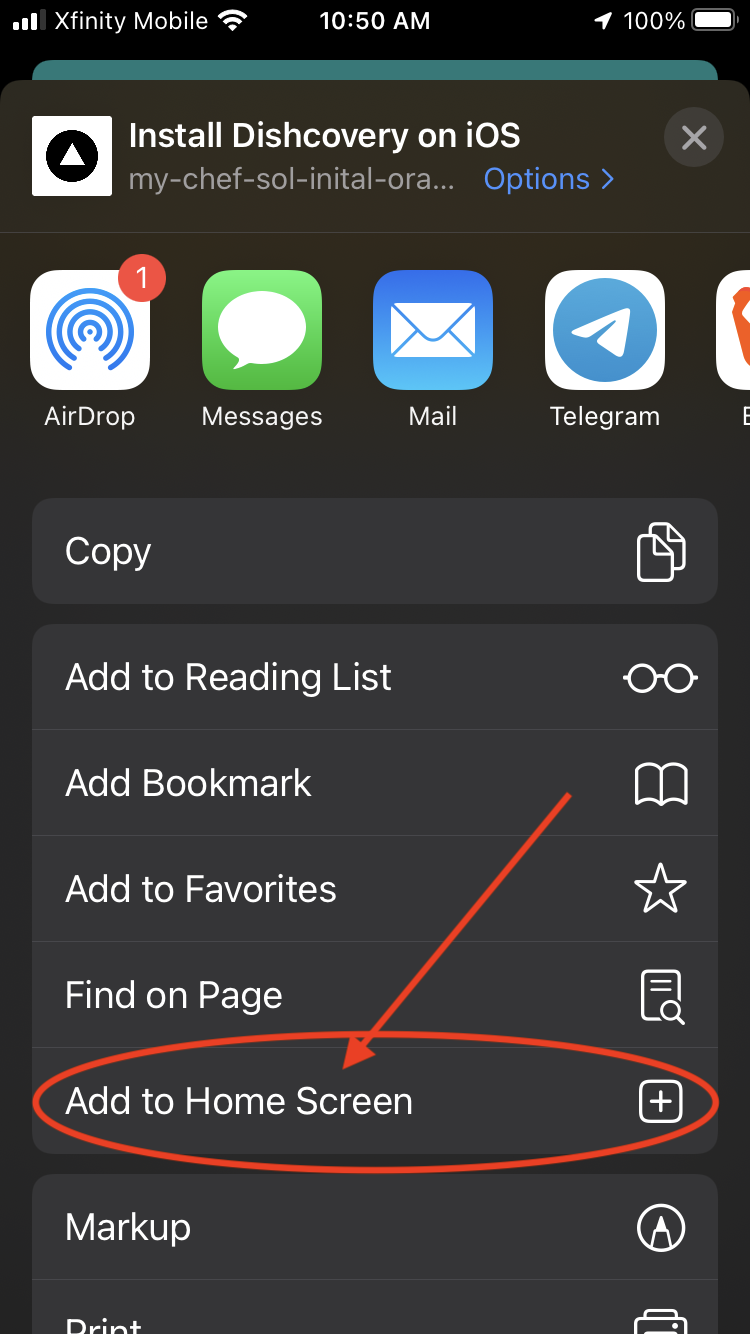 Xfinity Mobile 10:50 AM 100%
Install Dishcovery on iOS
my-chef-sol-inital-ora... Options
1
AirDrop Messages Mail Telegram
Copy
Add to Reading List
Add Bookmark
Add to Favorites
Find on Page
Add to Home Screen
Markup
Print